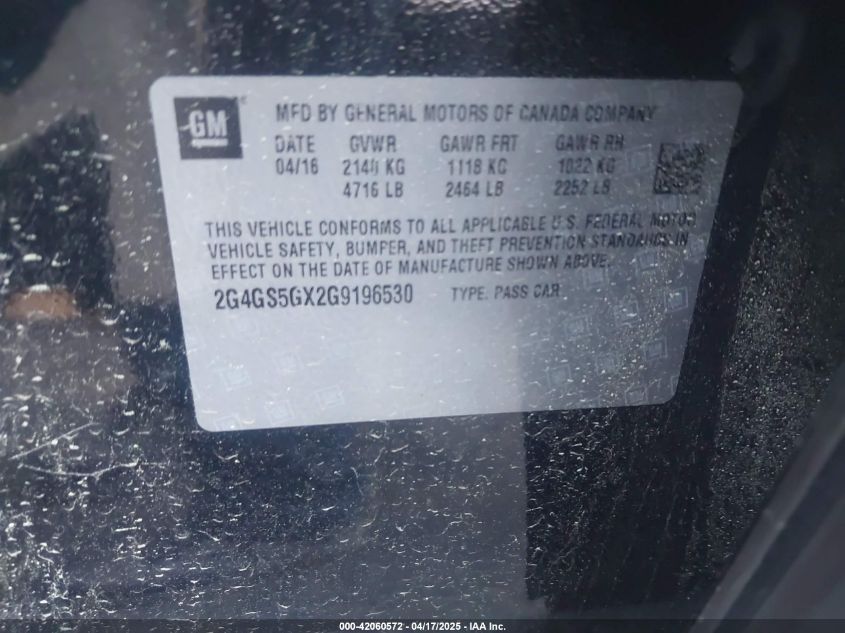 GM
MFD BY GENERAL MOTORS OF CANADA COMPANY
DATE GVWR GAWR FRT GAWR RR
04/16 2140 KG 1118 KG 1022 KG
4716 LB 2464 LB 2252 LB
THIS VEHICLE CONFORMS TO ALL APPLICABLE U.S. FEDERAL MOTOR
VEHICLE SAFETY, BUMPER, AND THEFT PREVENTION STANDARDS IN
EFFECT ON THE DATE OF MANUFACTURE SHOWN ABOVE.
2G4GS5GX2G9196530 TYPE: PASS CAR
000-42060572 - 04/17/2025 - IAA Inc.